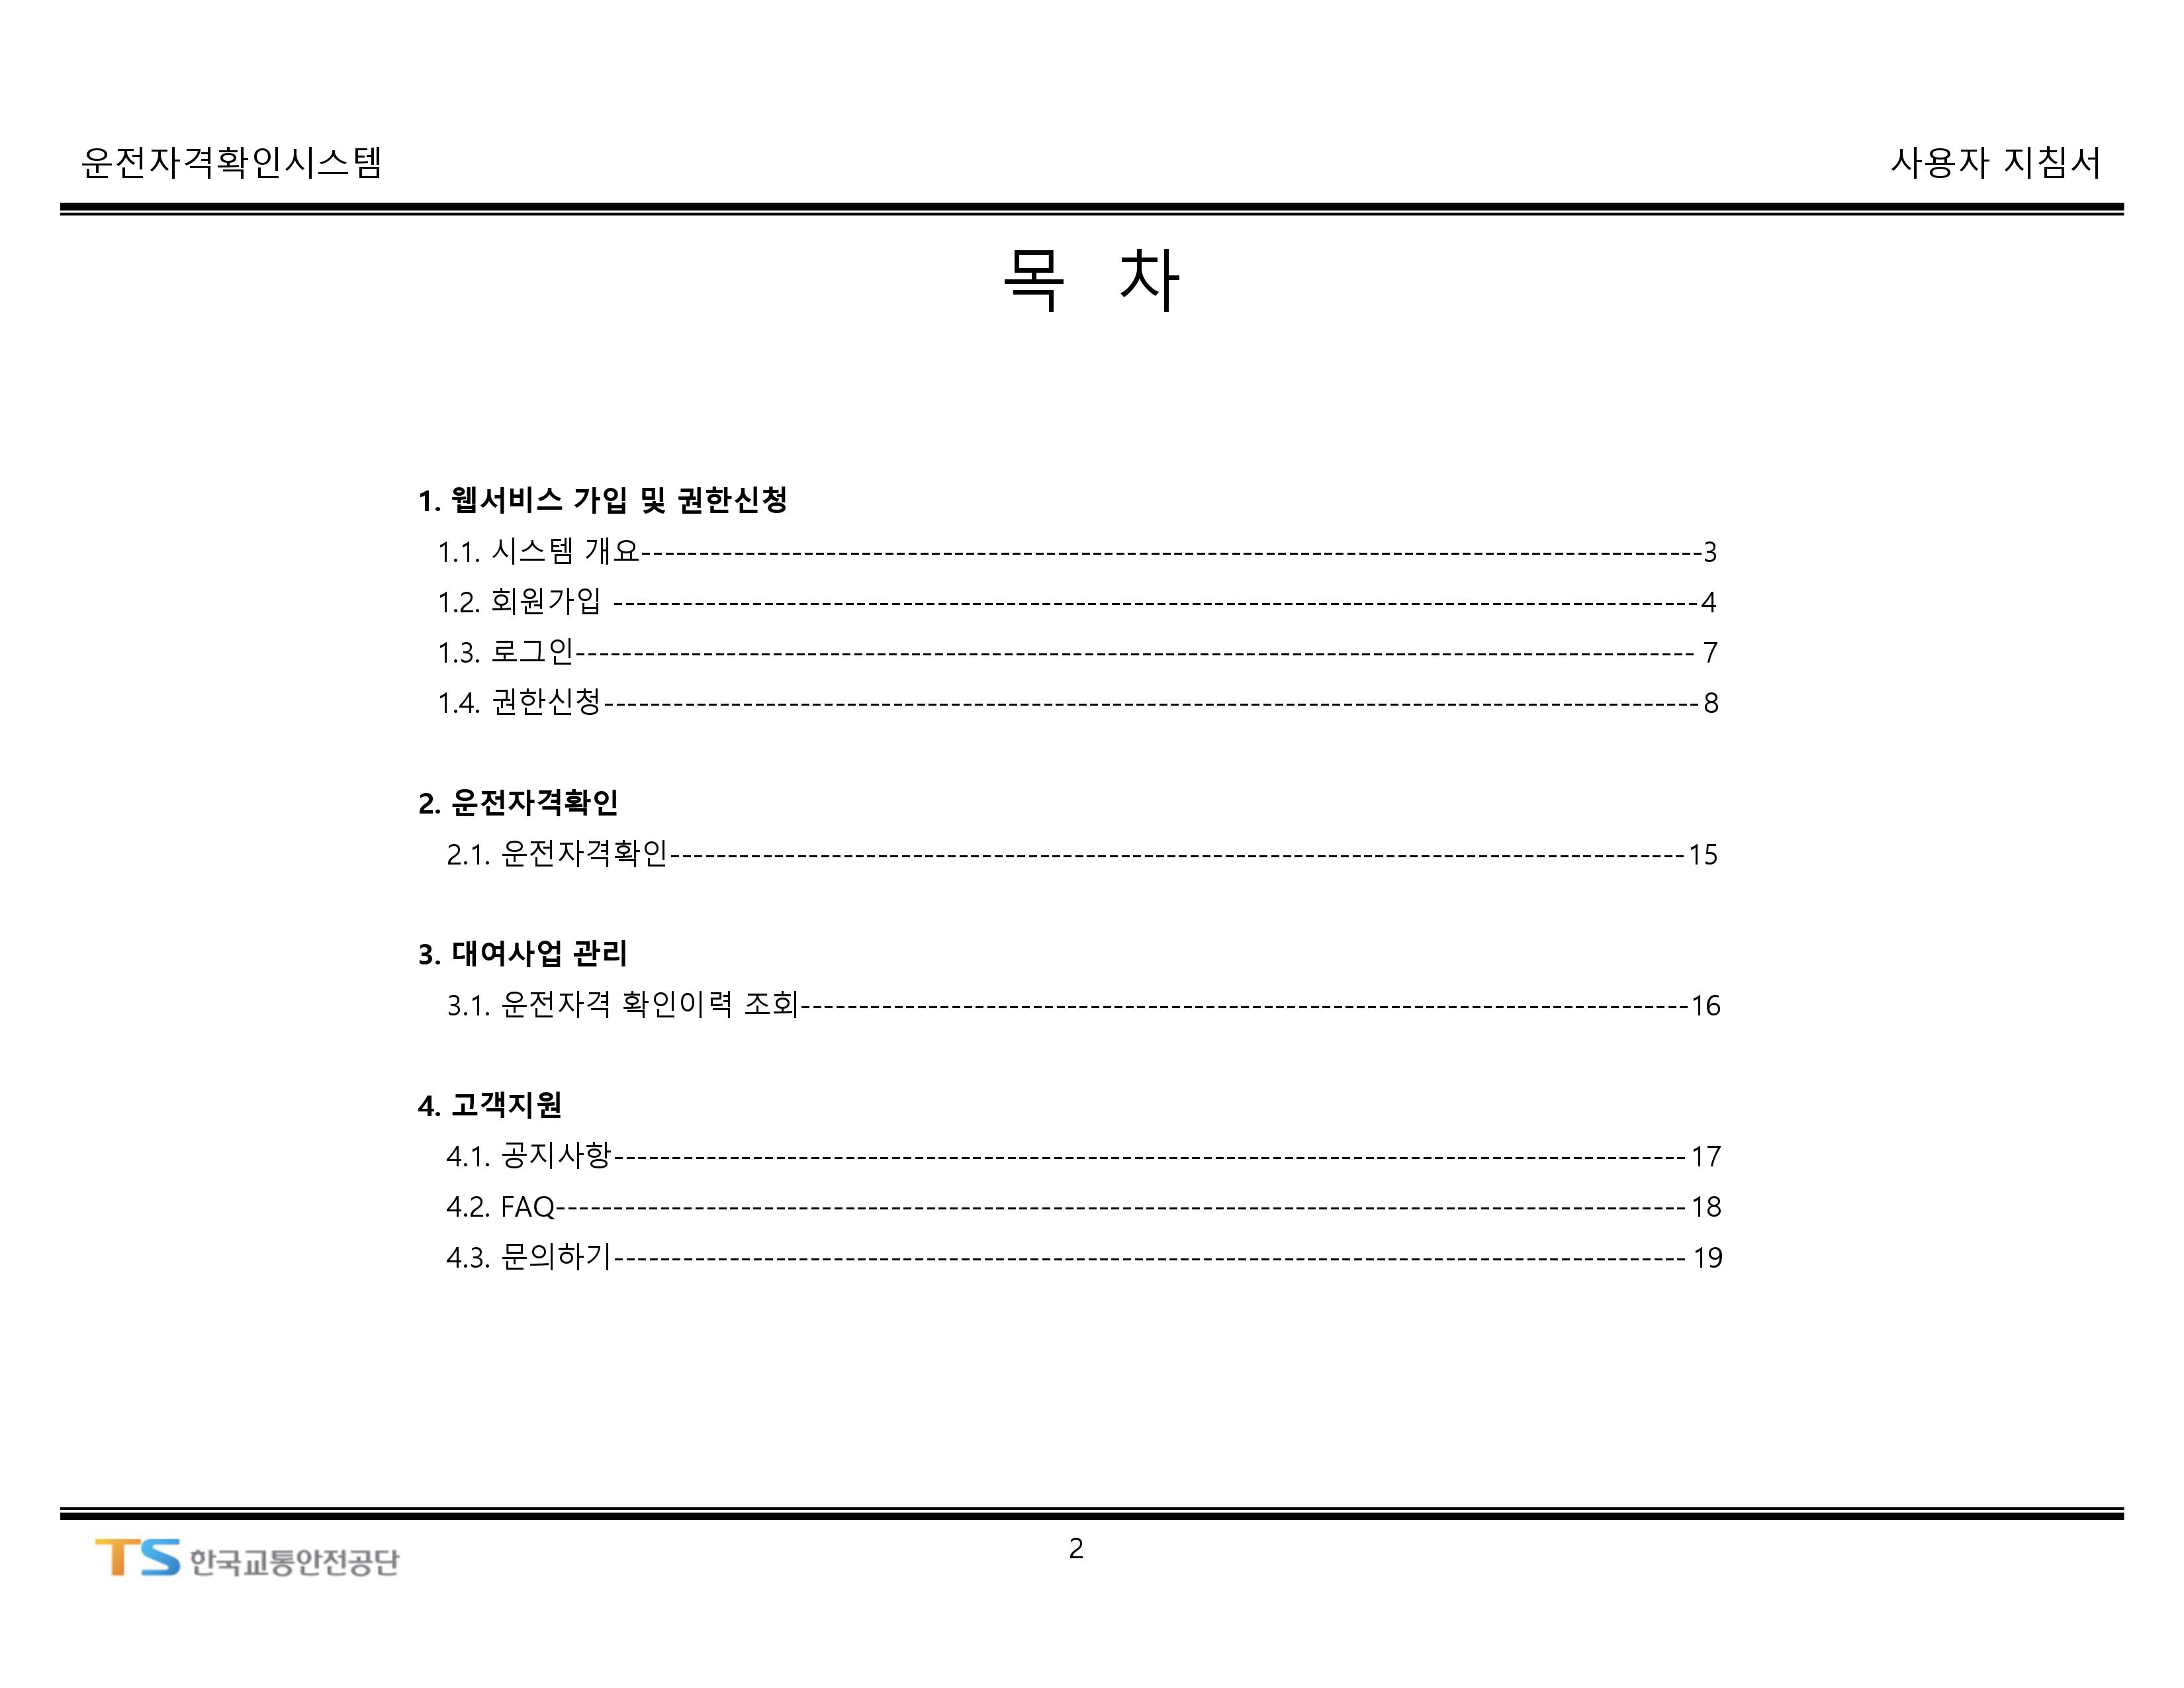 운전자격확인시스템
사용자 지침서
목 차
1. 웹서비스 가입 및 권한신청
1.1. 시스템 개요-----------------------------------------------------------------------------------------3
1.2. 회원가입 -------------------------------------------------------------------------------------------4
1.3. 로그인---------------------------------------------------------------------------------------------- 7
1.4. 권한신청--------------------------------------------------------------------------------------------8
2. 운전자격확인
2.1. 운전자격확인-------------------------------------------------------------------------------------15
3. 대여사업 관리
3.1. 운전자격 확인이력 조회--------------------------------------------------------------------------16
4. 고객지원
4.1. 공지사항------------------------------------------------------------------------------------------ 17
4.2. FAQ----------------------------------------------------------------------------------------------- 18
4.3. 문의하기------------------------------------------------------------------------------------------ 19
2
TS 한국교통안전공단